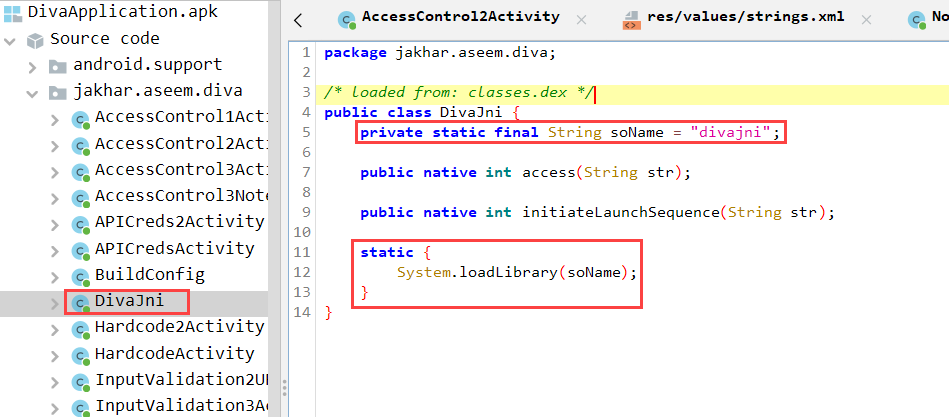 DivaApplication.apk
Source code
android.support
jakhar.aseem.diva
AccessControl1Acti
AccessControl2Acti
AccessControl3Acti
AccessControl3Note
APICreds2Activity
APICredsActivity
BuildConfig
DivaJni
Hardcode2Activity
HardcodeActivity
InputValidation2UR
InputValidation3Ac
AccessControl2Activity
res/values/strings.xml
No
1 package jakhar.aseem.diva;
2
3 /* loaded from: classes.dex */
4 public class DivaJni {
5 private static final String soName = "divajni";
6
7 public native int access(String str);
8
9 public native int initiateLaunchSequence(String str);
10
11 static {
12 System.loadLibrary(soName);
13 }
14 }